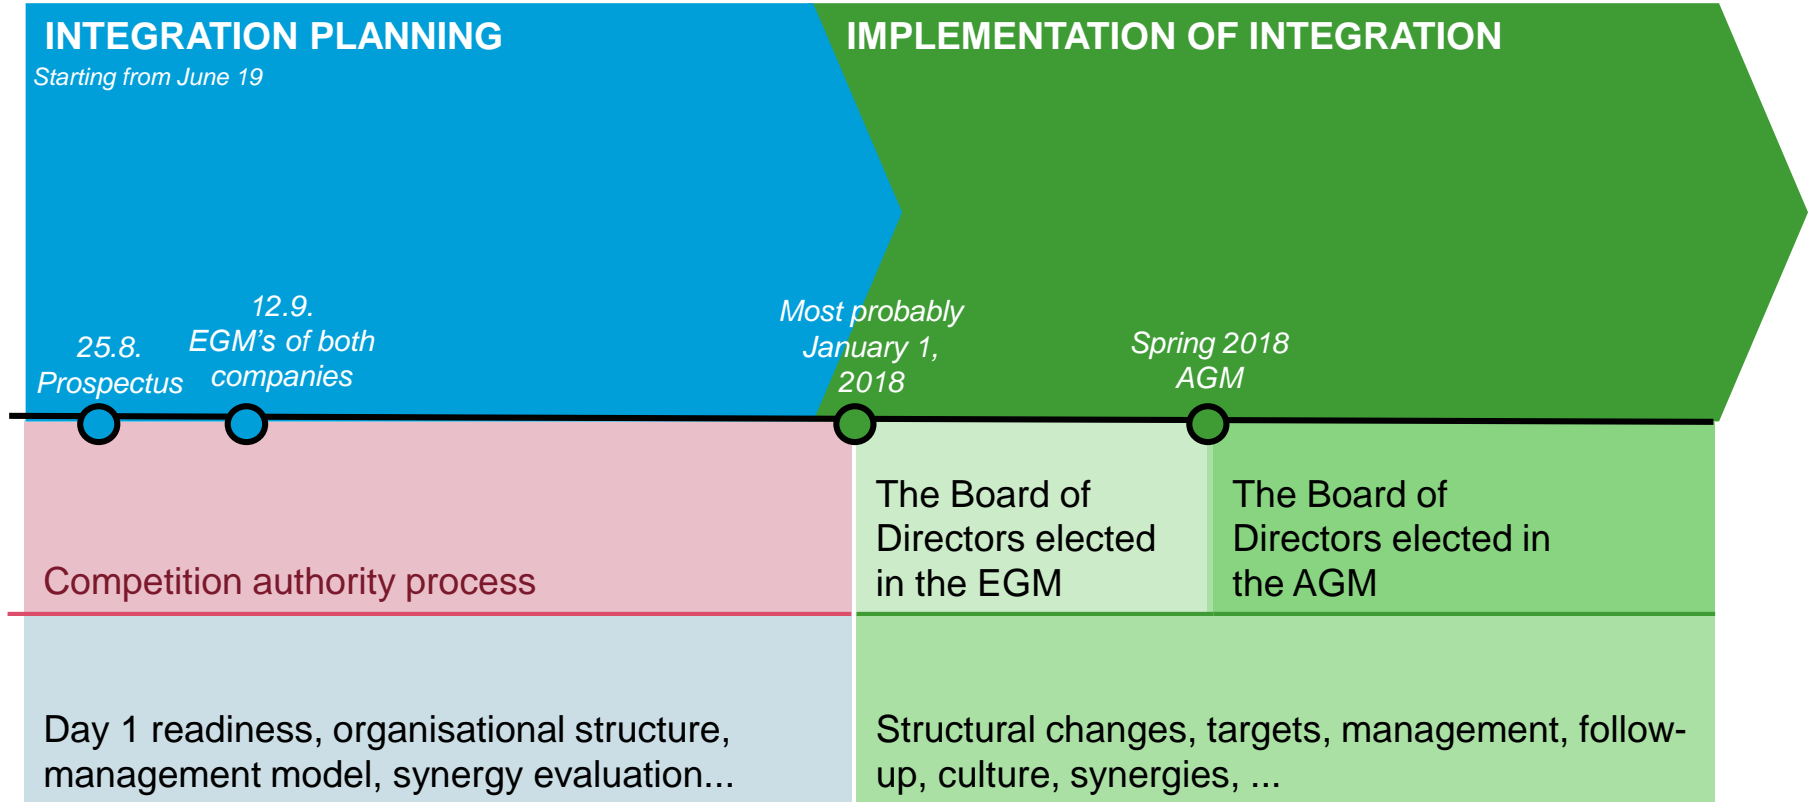 INTEGRATION PLANNING
Starting from June 19
IMPLEMENTATION OF INTEGRATION
25.8.
Prospectus
12.9.
EGM’s of both
companies
Most probably
January 1,
2018
Spring 2018
AGM
Competition authority process
The Board of
Directors elected
in the EGM
The Board of
Directors elected in
the AGM
Day 1 readiness, organisational structure,
management model, synergy evaluation...
Structural changes, targets, management, follow-
up, culture, synergies, ...